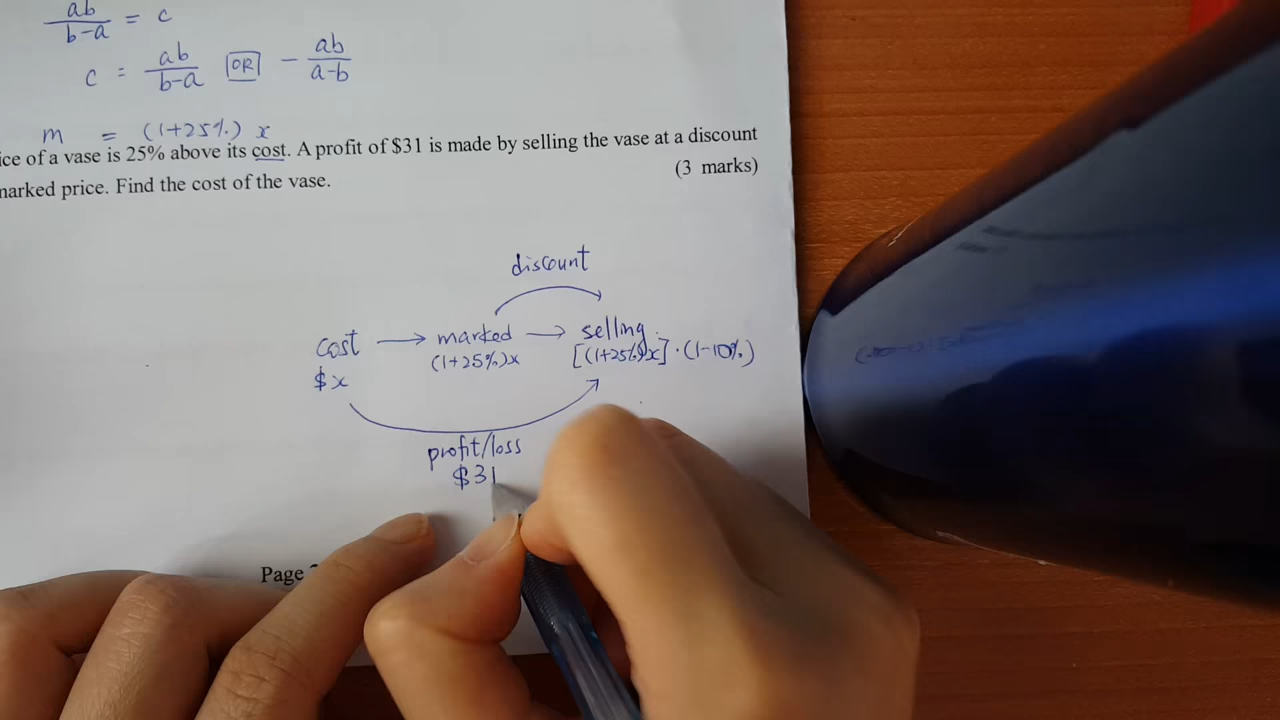 ab/b-a = c
c = ab/b-a OR - ab/a-b
m = (1+25%) x
ice of a vase is 25% above its cost. A profit of $31 is made by selling the vase at a discount
marked price. Find the cost of the vase. (3 marks)
discount
cost → marked → selling
$x (1+25%)x [(1+25%)x]·(1-10%)
profit/loss
$31
Page